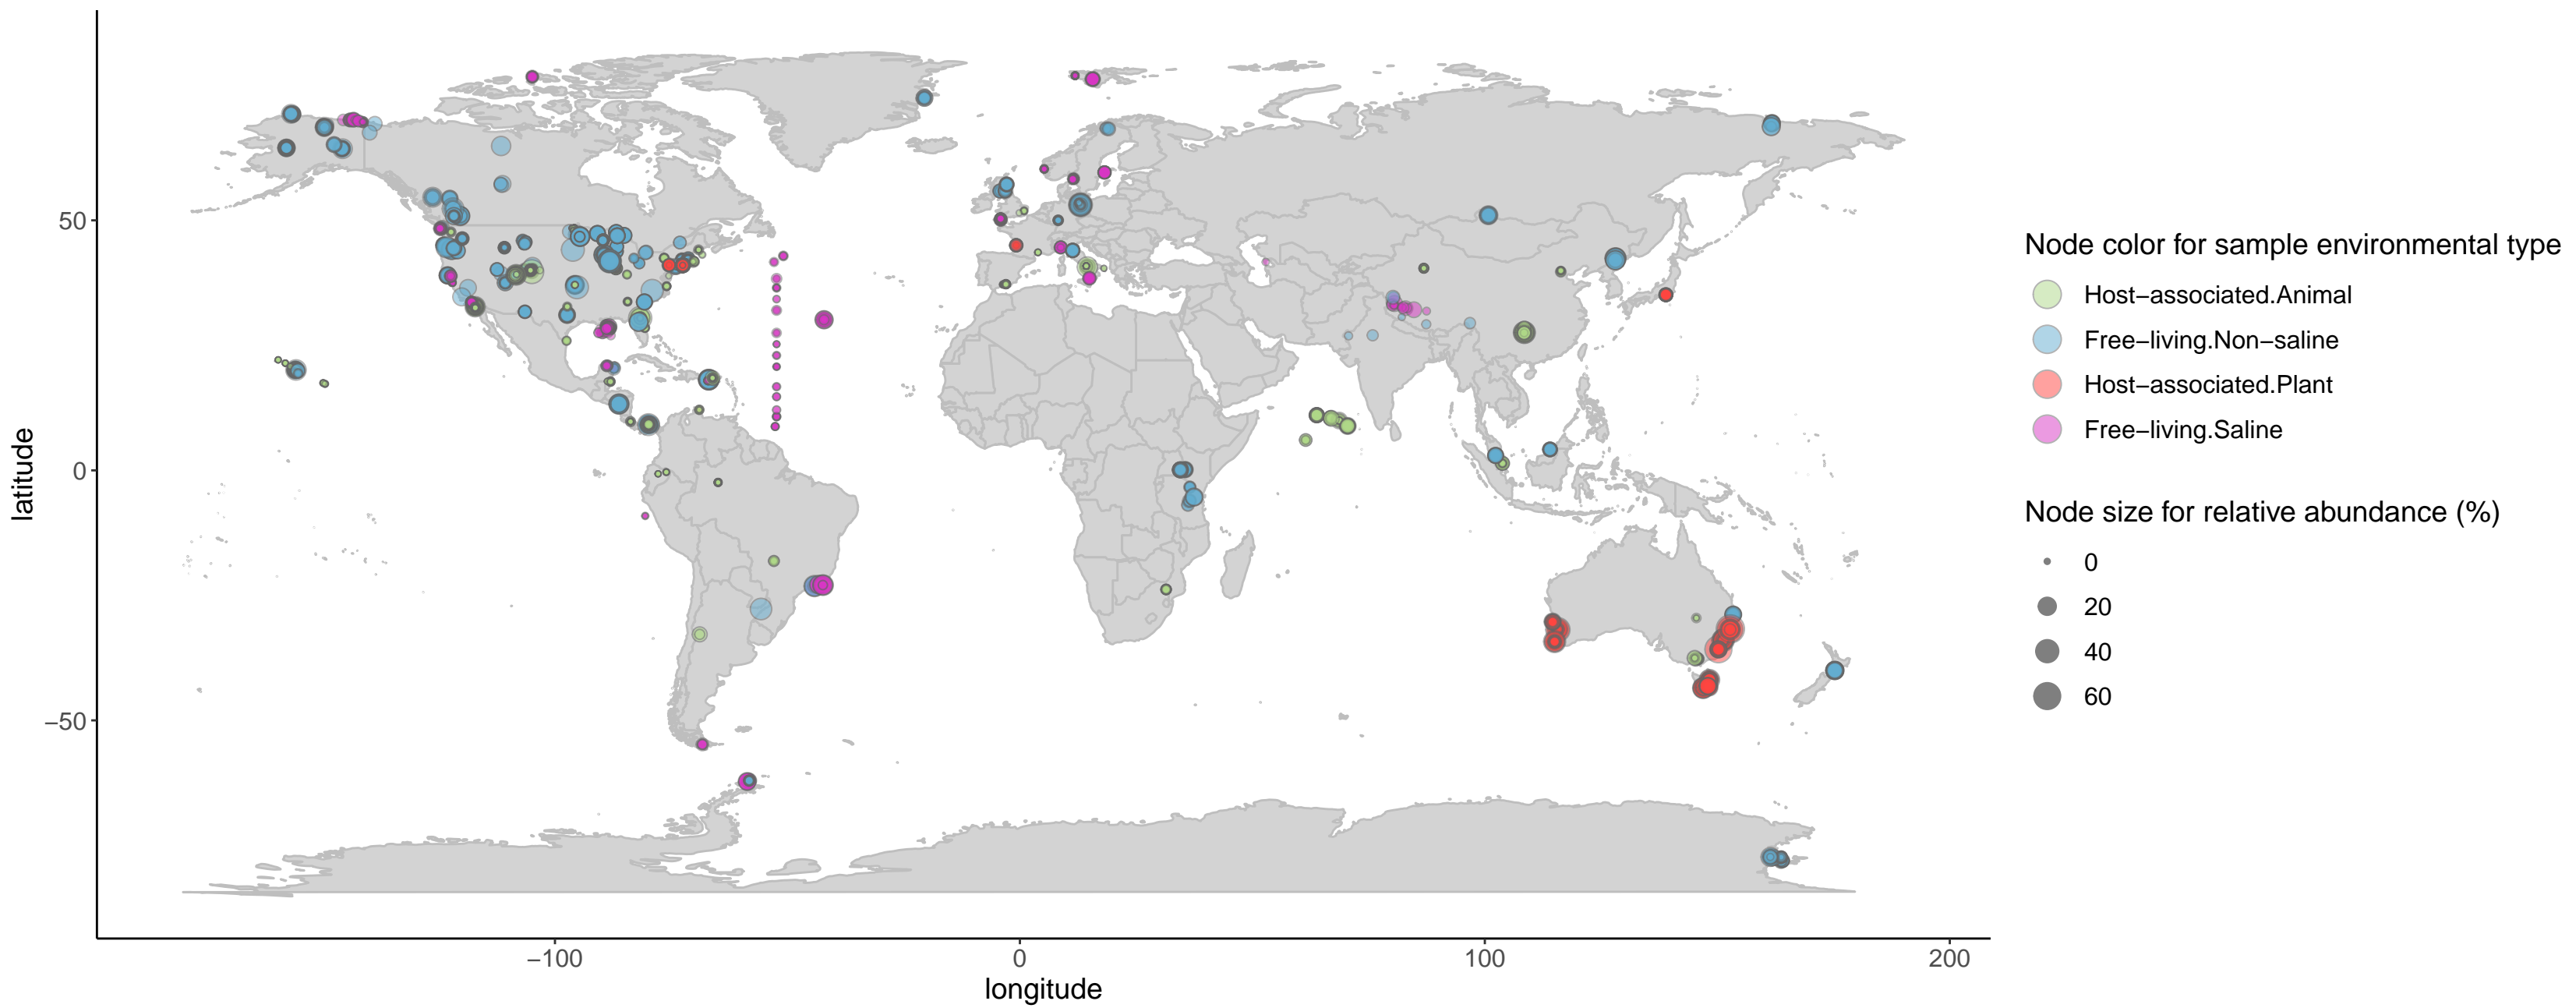 Node color for sample environmental type
Host−associated.Animal
Free−living.Non−saline
Host−associated.Plant
Free−living.Saline
Node size for relative abundance (%)
0
20
40
60
50
0
−50
latitude
−100
0
100
200
longitude